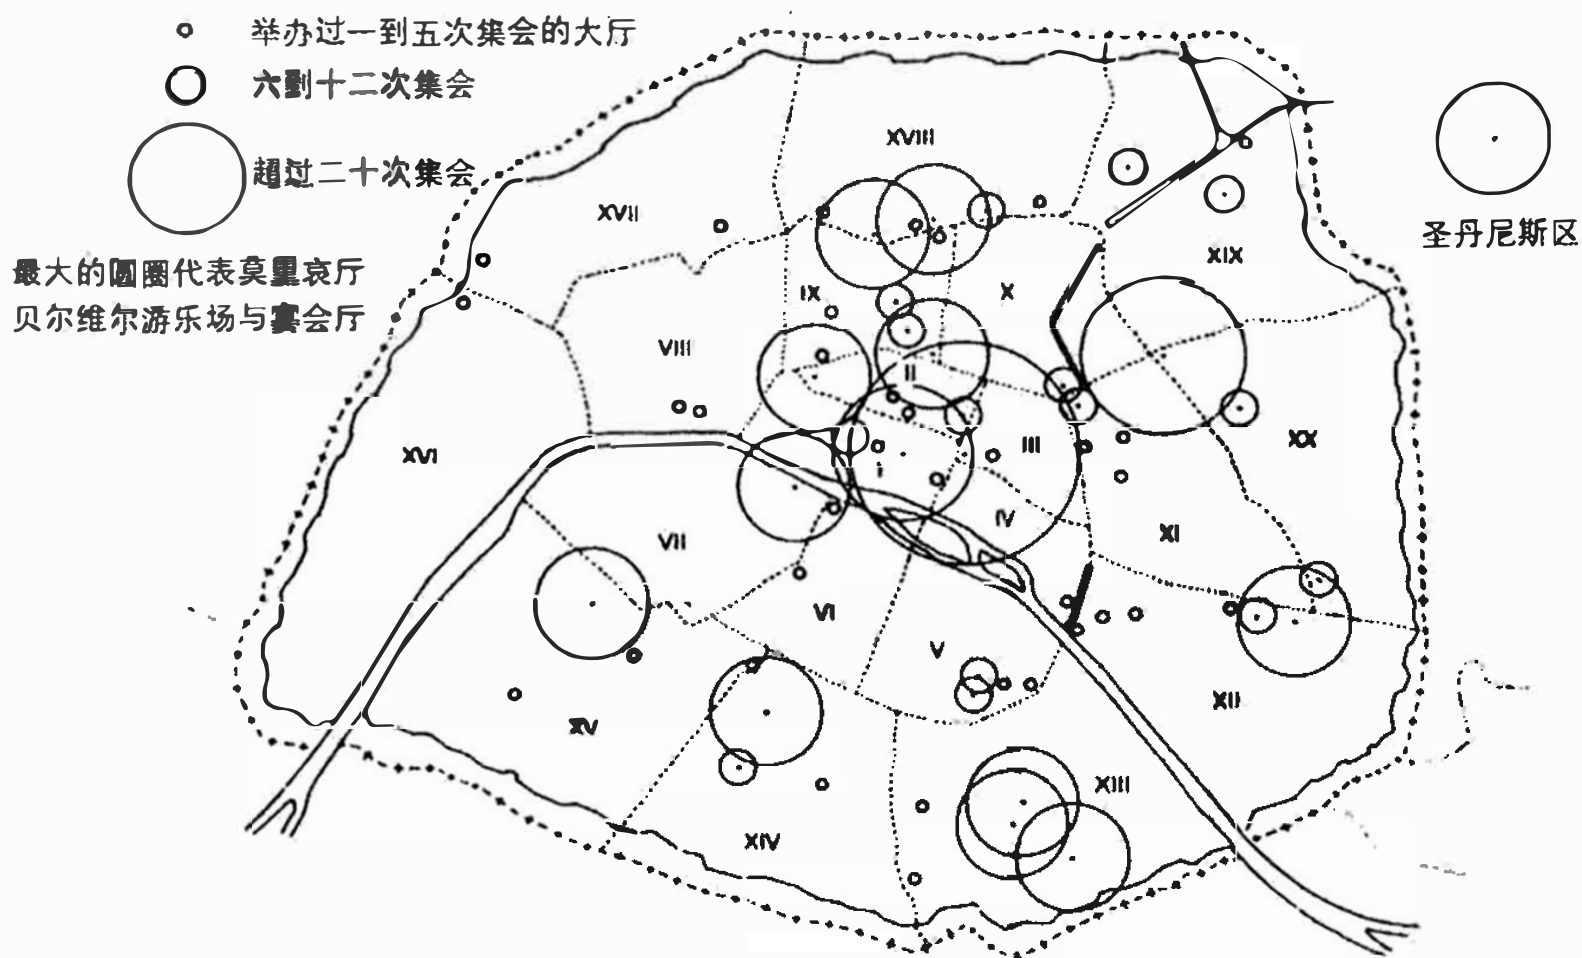 举办过一到五次集会的大厅
六到十二次集会
超过二十次集会
最大的圆圈代表莫里哀厅
贝尔维尔游乐场与宴会厅
圣丹尼斯区
XVIII
XVII
XIX
IX
X
VIII
II
XVI
III
XX
I
IV
VII
XI
VI
V
XII
XV
XIII
XIV